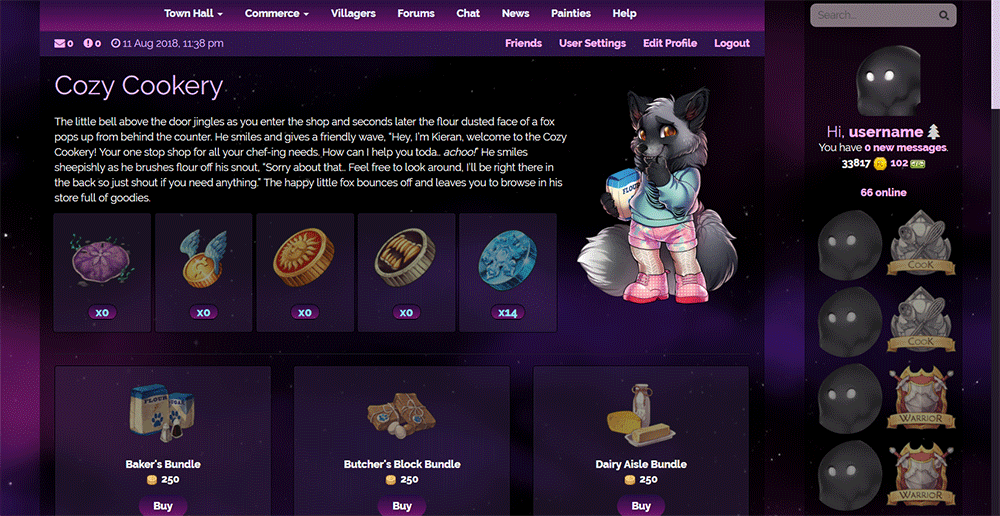 Town Hall Commerce Villagers Forums Chat News Painties Help
Search...
0 0 11 Aug 2018, 11:38 pm Friends User Settings Edit Profile Logout
Cozy Cookery
The little bell above the door jingles as you enter the shop and seconds later the flour dusted face of a fox
pops up from behind the counter. He smiles and gives a friendly wave, "Hey, I'm Kieran, welcome to the Cozy
Cookery! Your one stop shop for all your chef-ing needs. How can I help you toda.. achoo!" He smiles
sheepishly as he brushes flour off his snout, "Sorry about that.. Feel free to look around, I'll be right there in
the back so just shout if you need anything." The happy little fox bounces off and leaves you to browse in his
store full of goodies.
FLOUR
x0 x0 x0 x0 x14
FLOUR
Baker's Bundle
250
Buy
Butcher's Block Bundle
250
Buy
Dairy Aisle Bundle
250
Buy
Hi, username
You have 0 new messages.
33817 102
66 online
COOK
COOK
WARRIOR
WARRIOR